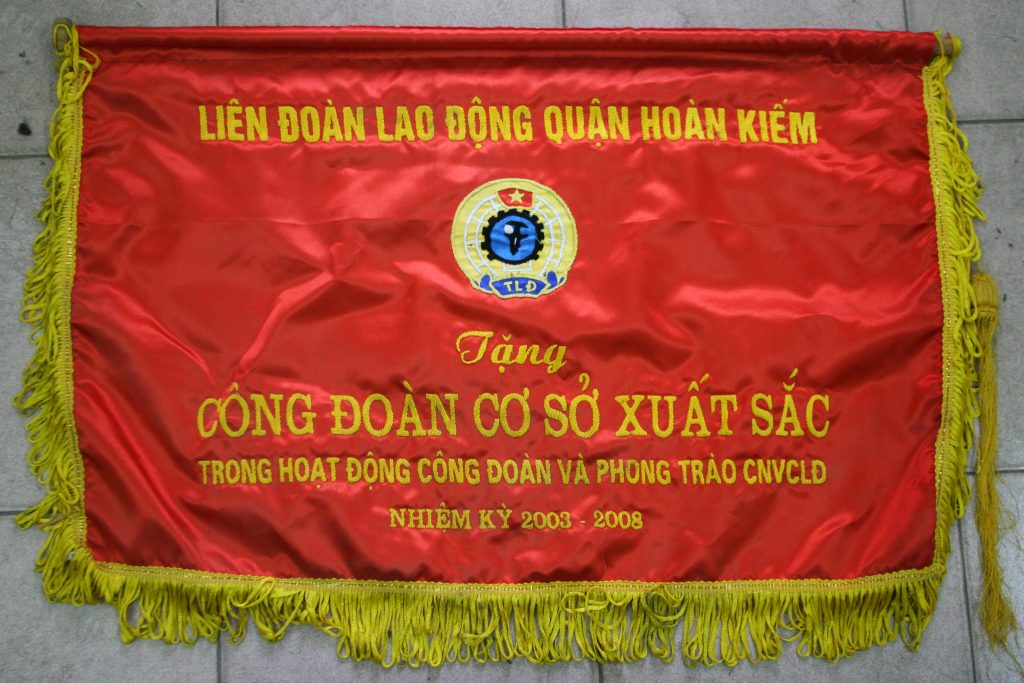 LIÊN ĐOÀN LAO ĐỘNG QUẬN HOÀN KIẾM
TLĐ
Tặng
CÔNG ĐOÀN CƠ SỞ XUẤT SẮC
TRONG HOẠT ĐỘNG CÔNG ĐOÀN VÀ PHONG TRÀO CNVCLĐ
NHIỆM KỲ 2003 - 2008